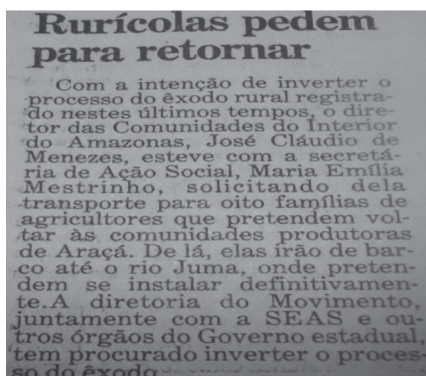 Rurícolas pedem
para retornar
Com a intenção de inverter o
processo do êxodo rural registra-
do nestes últimos tempos, o dire-
tor das Comunidades do Interior
do Amazonas, José Cláudio de
Menezes, esteve com a secretá-
ria de Ação Social, Maria Emília
Mestrinho, solicitando dela
transporte para oito famílias de
agricultores que pretendem vol-
tar às comunidades produtoras
de Araçá. De lá, elas irão de bar-
co até o rio Juma, onde preten-
dem se instalar definitivamen-
te.A diretoria do Movimento,
juntamente com a SEAS e ou-
tros órgãos do Governo estadual,
tem procurado inverter o proces-
so do êxodo